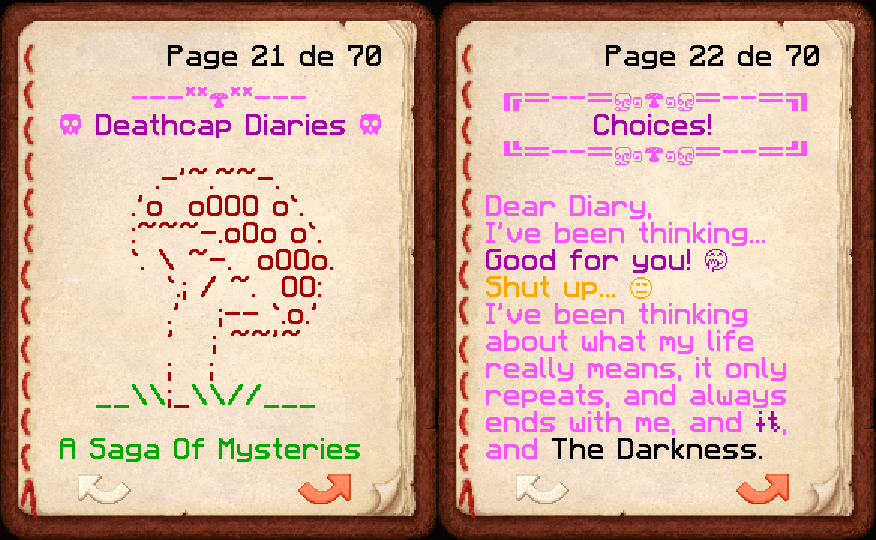 Page 21 de 70
Deathcap Diaries
A Saga Of Mysteries
Page 22 de 70
Choices!
Dear Diary,
I've been thinking...
Good for you!
Shut up...
I've been thinking
about what my life
really means, it only
repeats, and always
ends with me, and it,
and The Darkness.